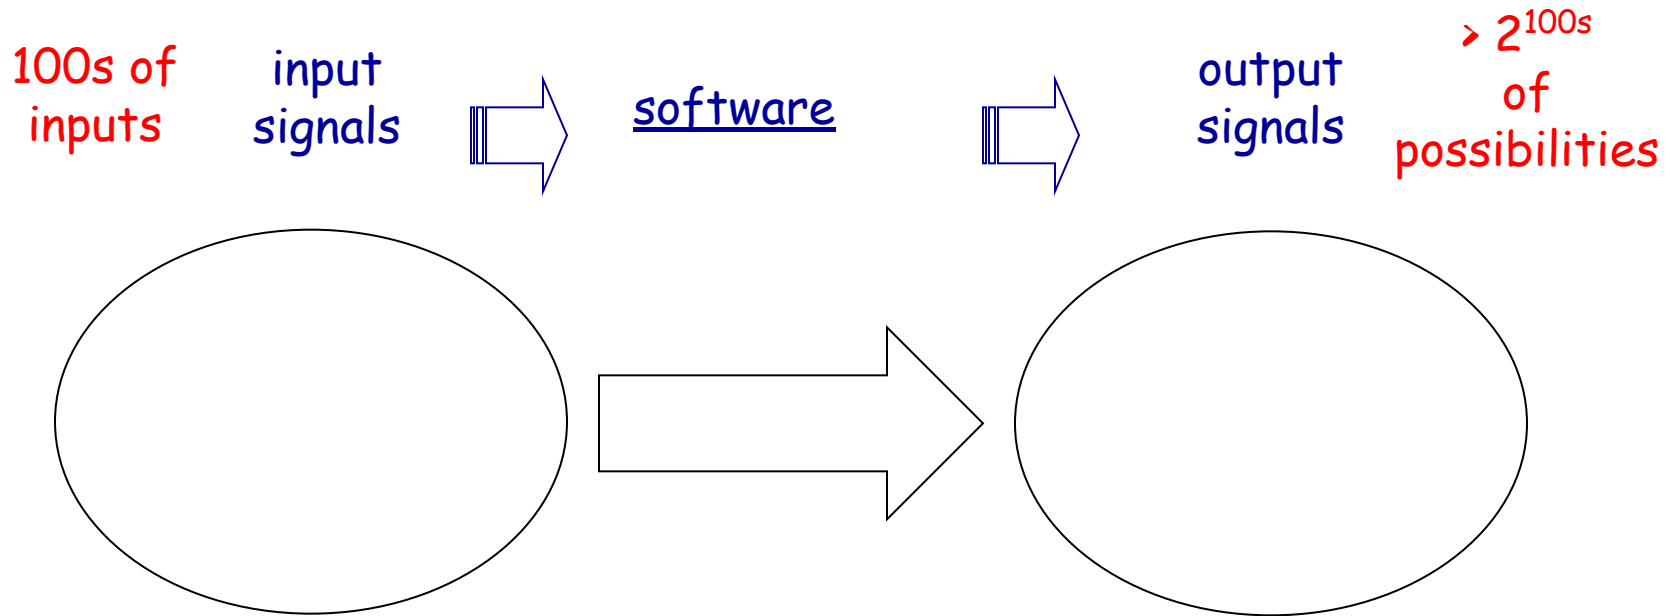 100s of
inputs
input
signals
software
output
signals
> 2^100s
of
possibilities